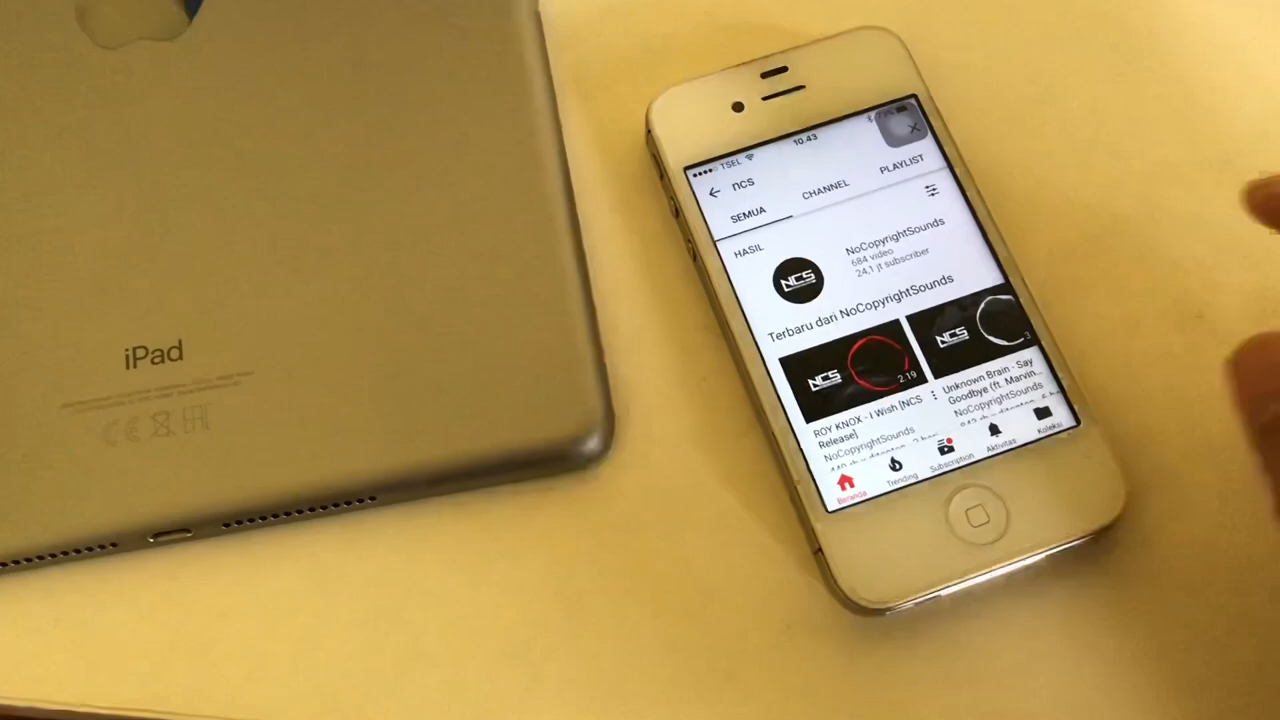 iPad
TSEL
10.43
ncs
SEMUA
CHANNEL
PLAYLIST
HASIL
NCS
NoCopyrightSounds
684 video
24,1 jt subscriber
Terbaru dari NoCopyrightSounds
NCS
2.19
NCS
3
ROY KNOX - I Wish [NCS
Release]
NoCopyrightSounds
Unknown Brain - Say
Goodbye (ft. Marvin...
NoCopyrightSounds
Beranda
Trending
Subscription
Aktivitas
Koleksi